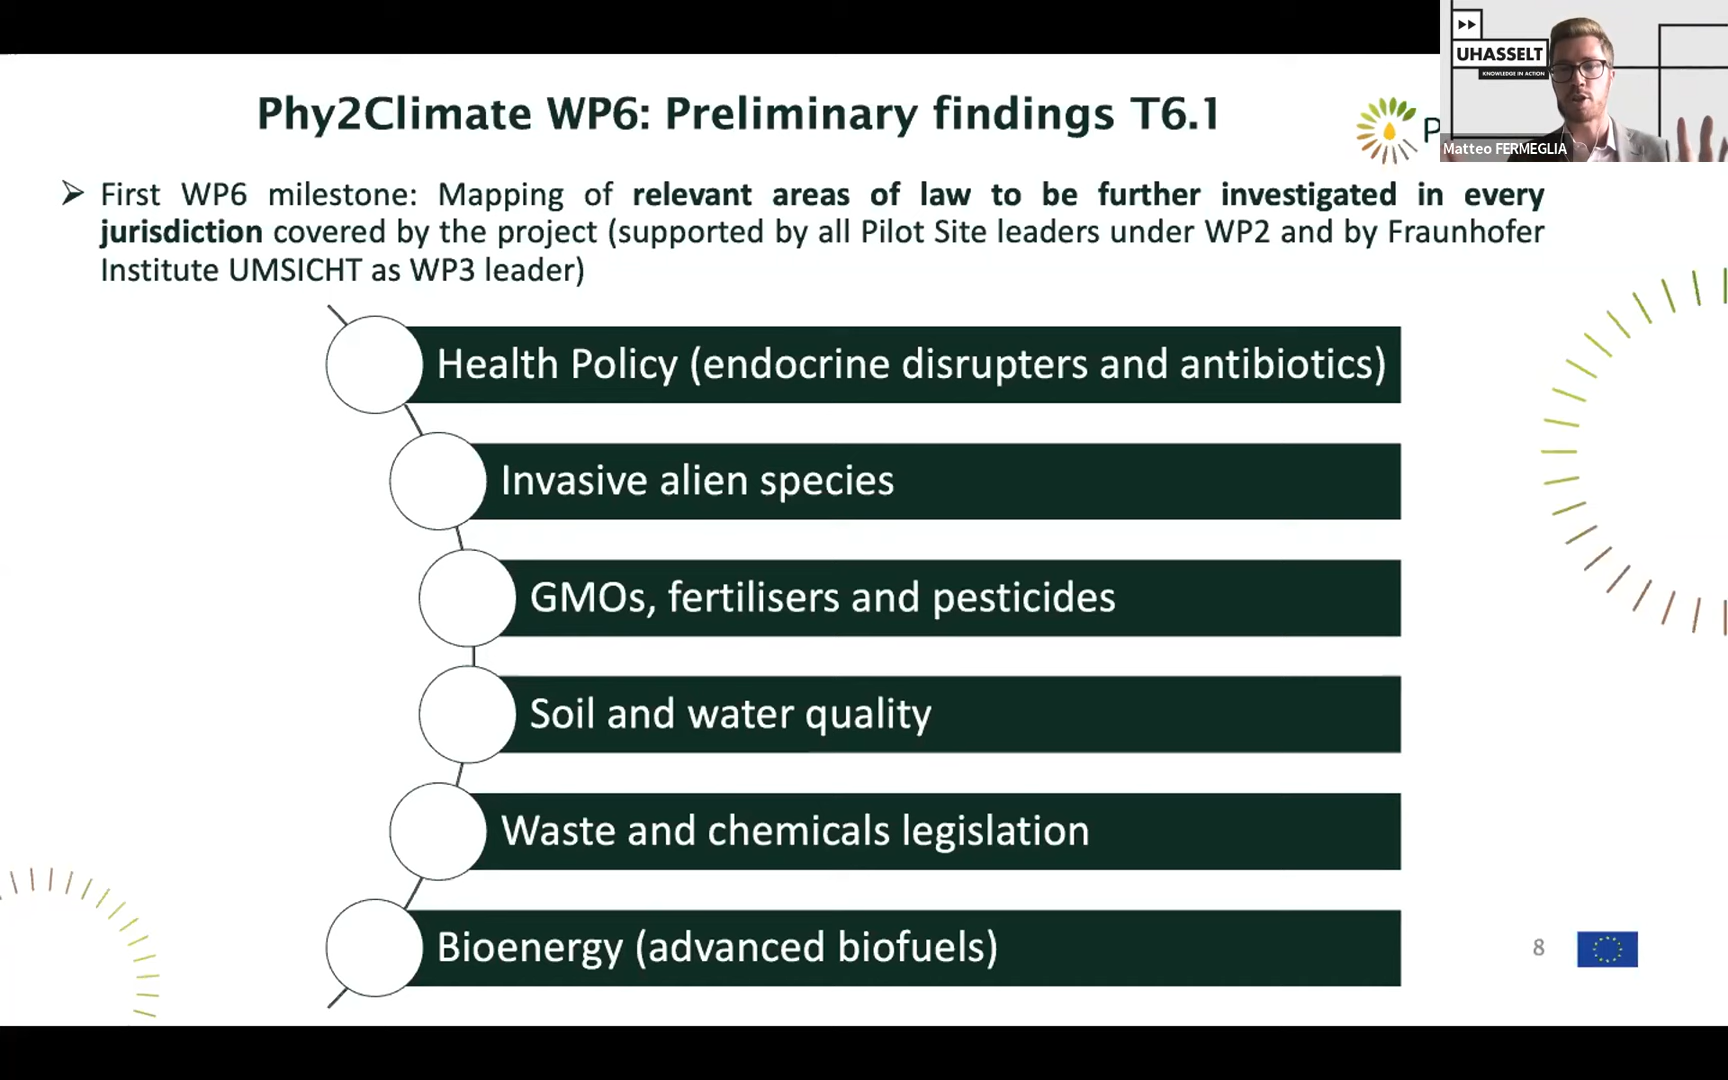 Phy2Climate WP6: Preliminary findings T6.1
UHASSELT
KNOWLEDGE IN ACTION
Matteo FERMEGLIA
P
➢ First WP6 milestone: Mapping of relevant areas of law to be further investigated in every
jurisdiction covered by the project (supported by all Pilot Site leaders under WP2 and by Fraunhofer
Institute UMSICHT as WP3 leader)
Health Policy (endocrine disrupters and antibiotics)
Invasive alien species
GMOs, fertilisers and pesticides
Soil and water quality
Waste and chemicals legislation
Bioenergy (advanced biofuels)
8